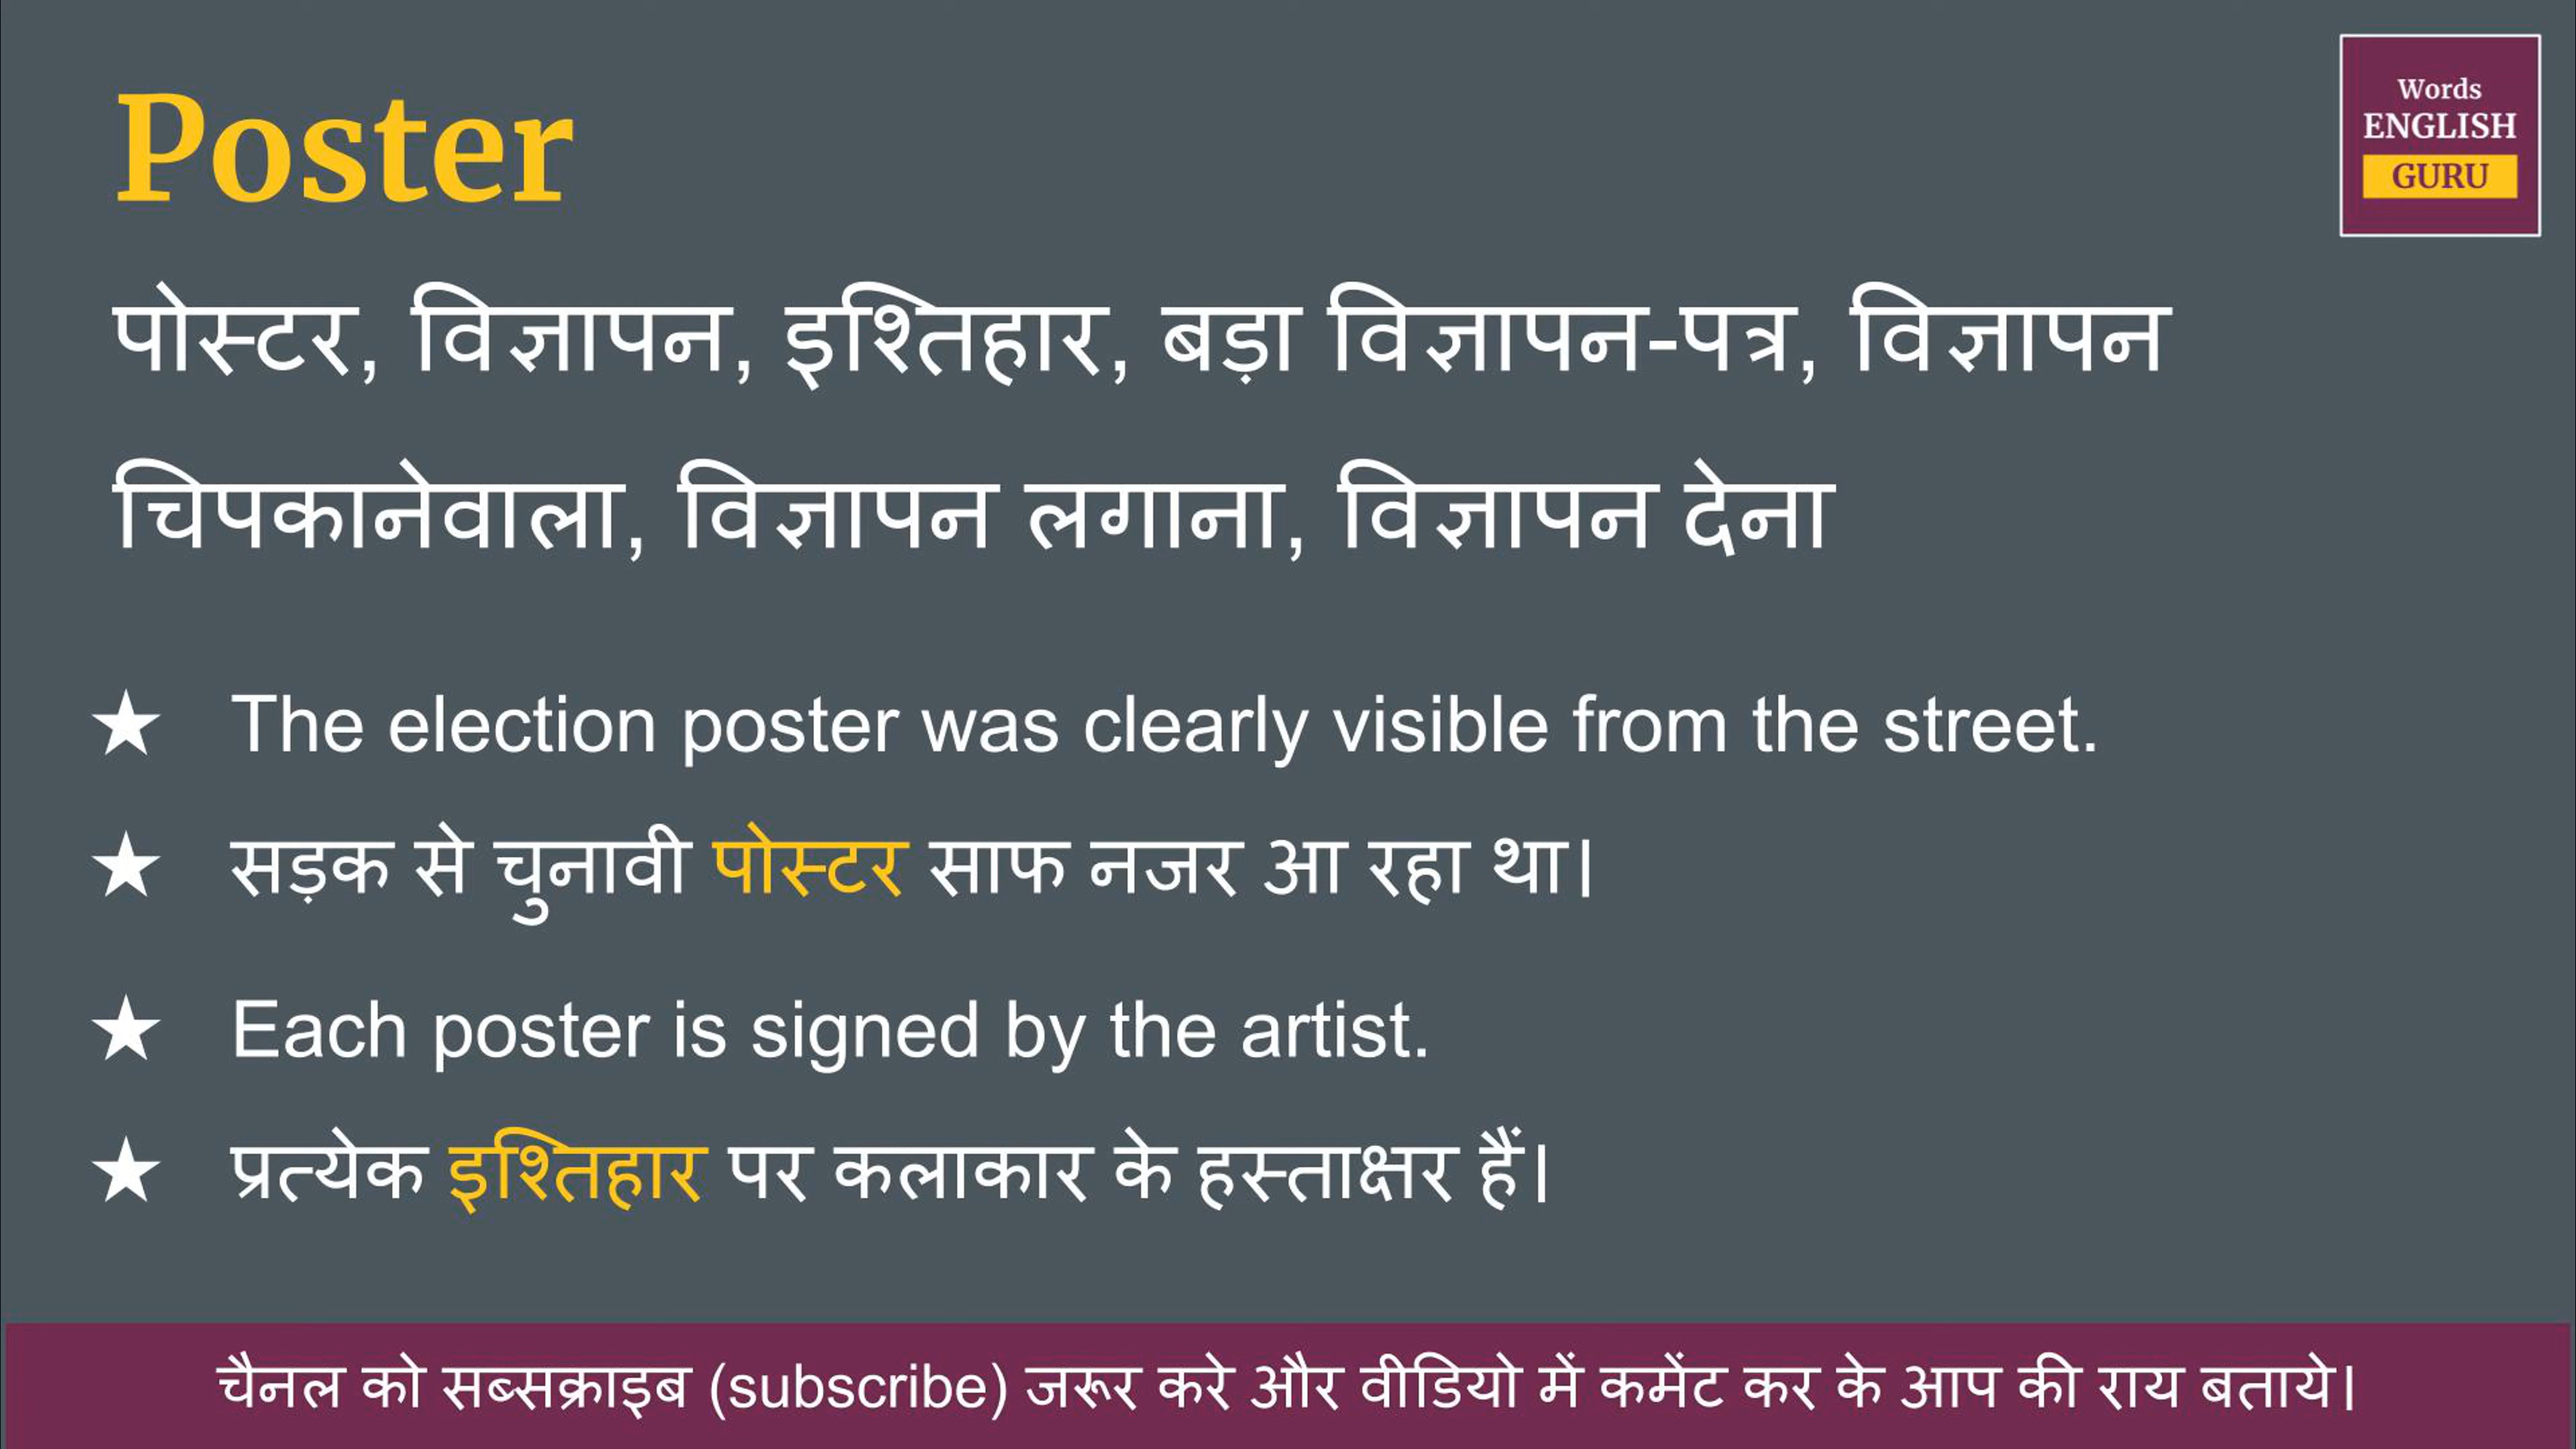 Poster
Words
ENGLISH
GURU
पोस्टर, विज्ञापन, इश्तिहार, बड़ा विज्ञापन-पत्र, विज्ञापन
चिपकानेवाला, विज्ञापन लगाना, विज्ञापन देना
★ The election poster was clearly visible from the street.
★ सड़क से चुनावी पोस्टर साफ नजर आ रहा था।
★ Each poster is signed by the artist.
★ प्रत्येक इश्तिहार पर कलाकार के हस्ताक्षर हैं।
चैनल को सब्सक्राइब (subscribe) जरूर करे और वीडियो में कमेंट कर के आप की राय बताये।